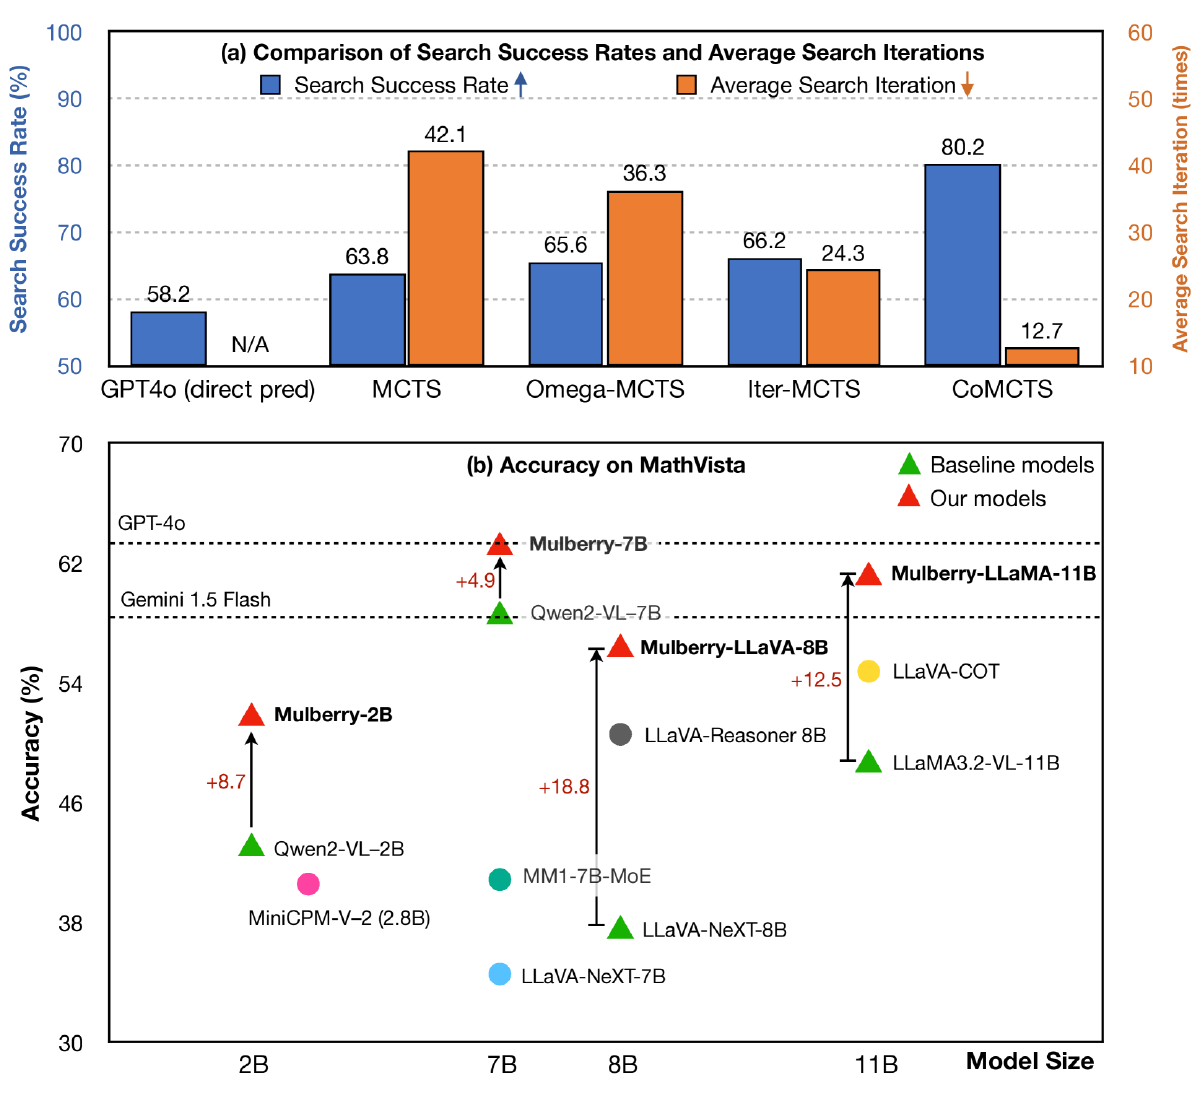 (a) Comparison of Search Success Rates and Average Search Iterations
Search Success Rate
Average Search Iteration
Search Success Rate (%)
100
90
80
70
60
50
Average Search Iteration (times)
60
50
40
30
20
10
58.2
N/A
63.8
42.1
65.6
36.3
66.2
24.3
80.2
12.7
GPT4o (direct pred)
MCTS
Omega-MCTS
Iter-MCTS
CoMCTS
(b) Accuracy on MathVista
Baseline models
Our models
Accuracy (%)
70
62
54
46
38
30
GPT-4o
Gemini 1.5 Flash
Mulberry-7B
+4.9
Qwen2-VL–7B
Mulberry-LLaMA-11B
Mulberry-LLaVA-8B
LLaVA-COT
+12.5
Mulberry-2B
LLaVA-Reasoner 8B
LLaMA3.2-VL-11B
+8.7
+18.8
Qwen2-VL–2B
MM1-7B-MoE
MiniCPM-V–2 (2.8B)
LLaVA-NeXT-8B
LLaVA-NeXT-7B
2B
7B
8B
11B
Model Size